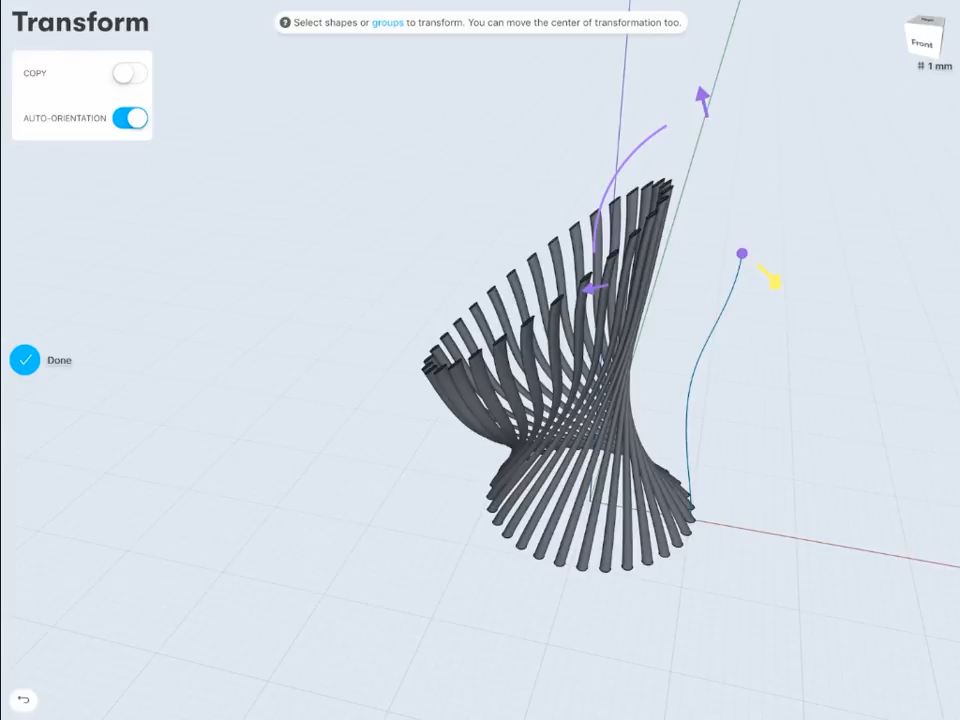 Transform
Select shapes or groups to transform. You can move the center of transformation too.
Front
# 1 mm
COPY
AUTO-ORIENTATION
Done